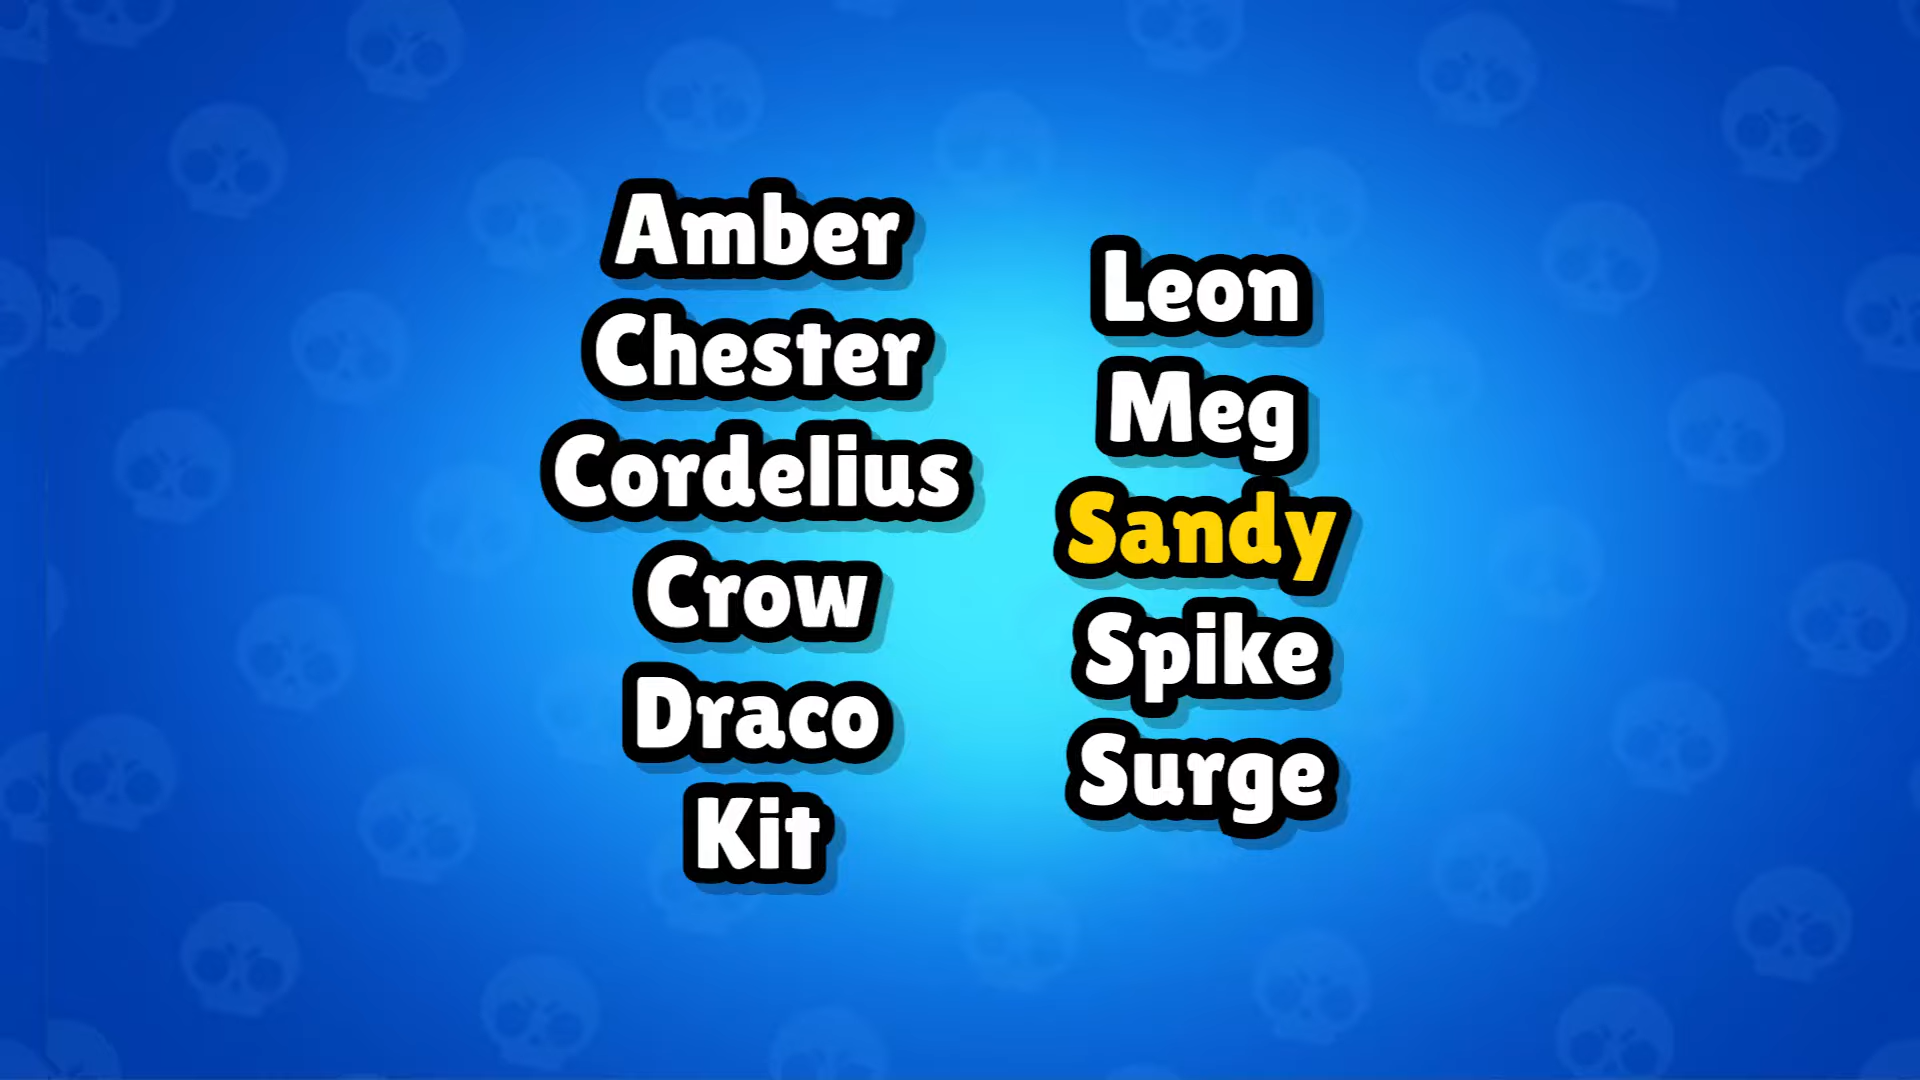 Amber
Chester
Cordelius
Crow
Draco
Kit
Leon
Meg
Sandy
Spike
Surge